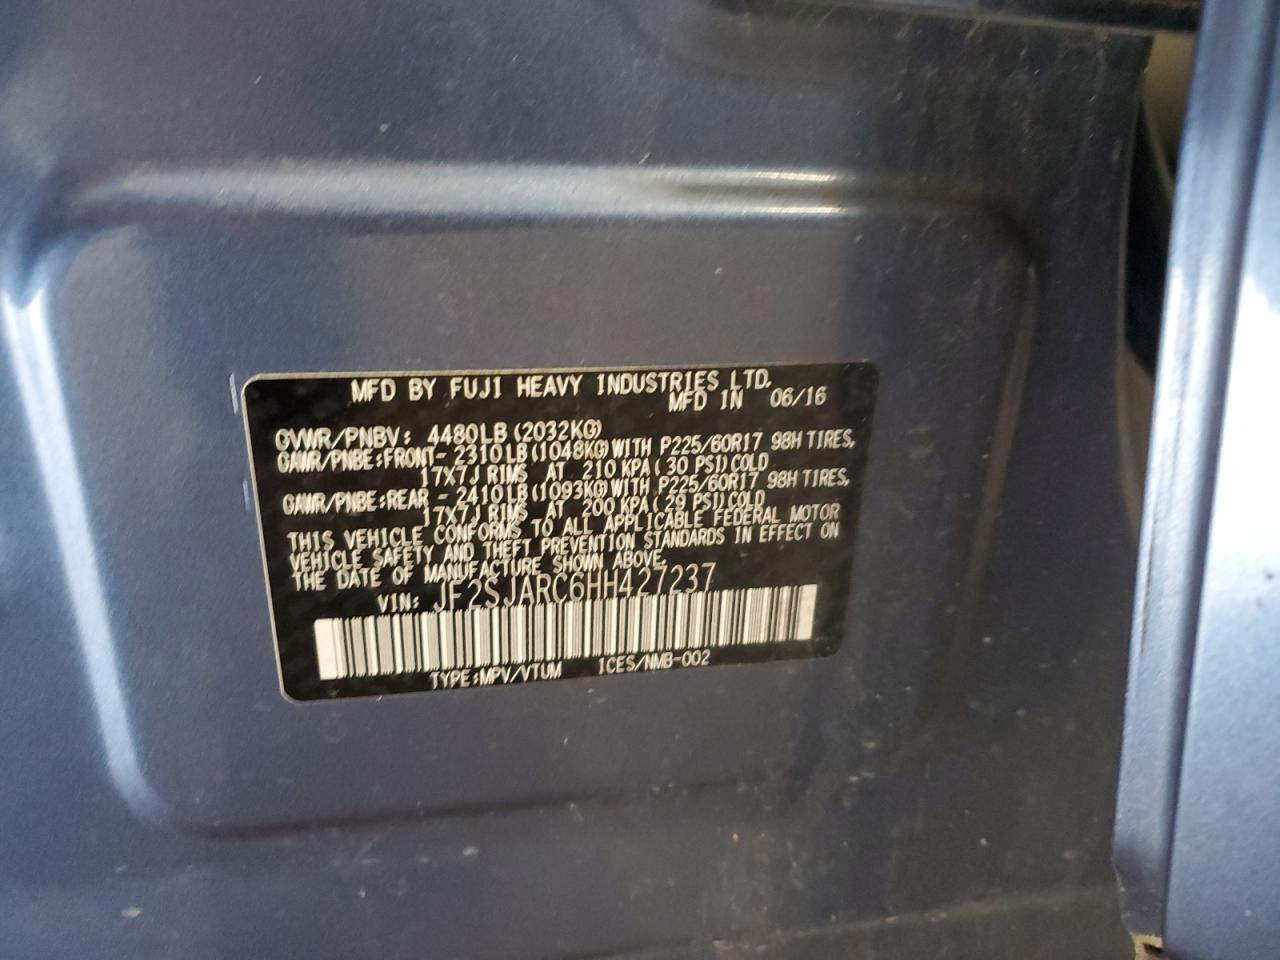 MFD BY FUJI HEAVY INDUSTRIES LTD.
MFD IN 06/16
GVWR/PNBV: 4480LB(2032KG)
GAWR/PNBE:FRONT- 2310LB(1048KG)WITH P225/60R17 98H TIRES,
17X7J RIMS AT 210 KPA( 30 PSI)COLD
GAWR/PNBE:REAR - 2410LB(1093KG)WITH P225/60R17 98H TIRES,
17X7J RIMS AT 200 KPA( 29 PSI)COLD
THIS VEHICLE CONFORMS TO ALL APPLICABLE FEDERAL MOTOR
VEHICLE SAFETY AND THEFT PREVENTION STANDARDS IN EFFECT ON
THE DATE OF MANUFACTURE SHOWN ABOVE.
VIN: JF2SJARC6HH427237
TYPE:MPV/VTUM 1CES/NMB-002